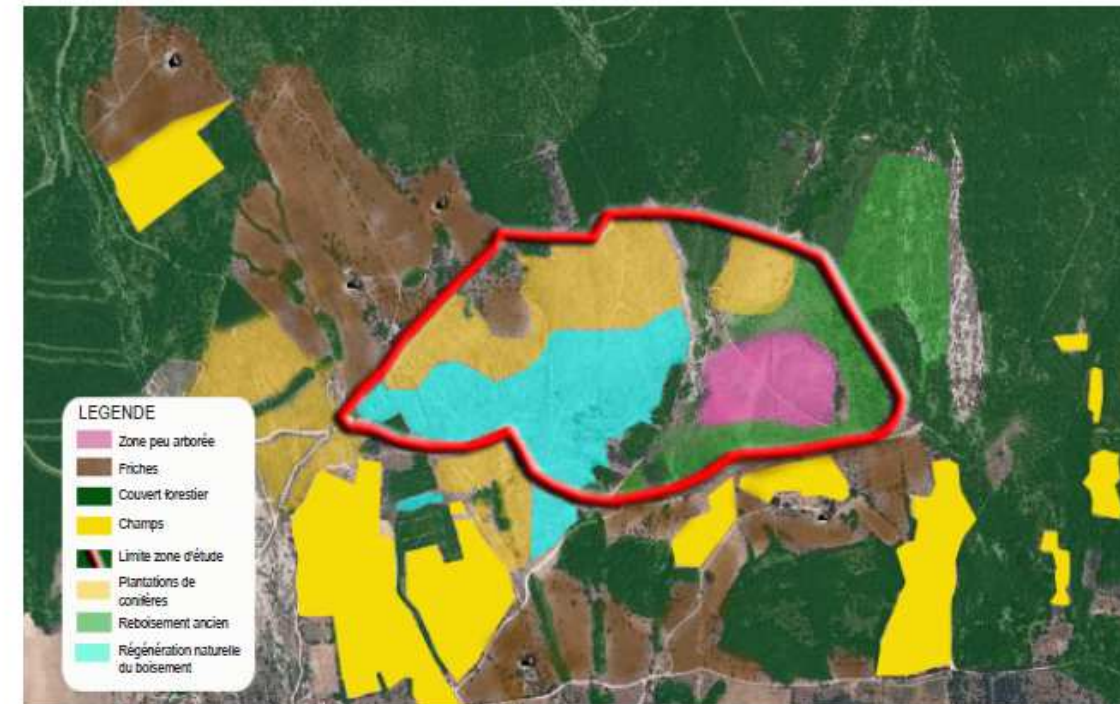 LEGENDE
Zone peu arborée
Friches
Couvert forestier
Champs
Limite zone d'étude
Plantations de
conifères
Reboisement ancien
Régénération naturelle
du boisement